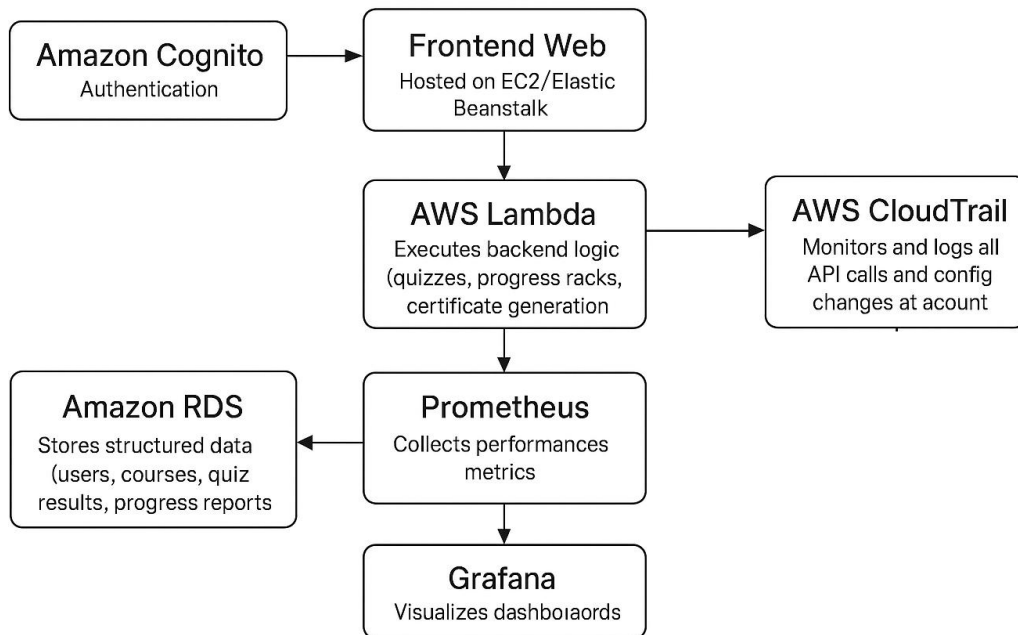 Amazon Cognito
Authentication
Frontend Web
Hosted on EC2/Elastic
Beanstalk
AWS Lambda
Executes backend logic
(quizzes, progress racks,
certificate generation
AWS CloudTrail
Monitors and logs all
API calls and config
changes at acount
Amazon RDS
Stores structured data
(users, courses, quiz
results, progress reports
Prometheus
Collects performances
metrics
Grafana
Visualizes dashboıaords